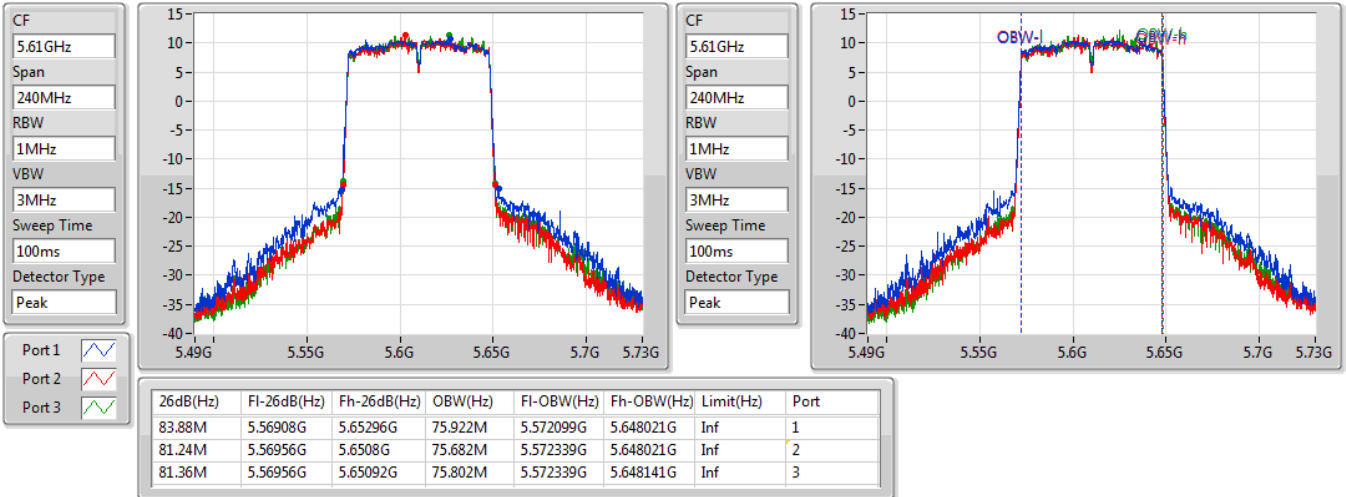 CF
5.61GHz
Span
240MHz
RBW
1MHz
VBW
3MHz
Sweep Time
100ms
Detector Type
Peak
15
10
5
0
-5
-10
-15
-20
-25
-30
-35
-40
5.49G 5.55G 5.6G 5.65G 5.7G 5.73G
CF
5.61GHz
Span
240MHz
RBW
1MHz
VBW
3MHz
Sweep Time
100ms
Detector Type
Peak
15
10
5
0
-5
-10
-15
-20
-25
-30
-35
-40
OBW-l OBW-h
5.49G 5.55G 5.6G 5.65G 5.7G 5.73G
Port 1
Port 2
Port 3
26dB(Hz) Fl-26dB(Hz) Fh-26dB(Hz) OBW(Hz) Fl-OBW(Hz) Fh-OBW(Hz) Limit(Hz) Port
83.88M 5.56908G 5.65296G 75.922M 5.572099G 5.648021G Inf 1
81.24M 5.56956G 5.6508G 75.682M 5.572339G 5.648021G Inf 2
81.36M 5.56956G 5.65092G 75.802M 5.572339G 5.648141G Inf 3